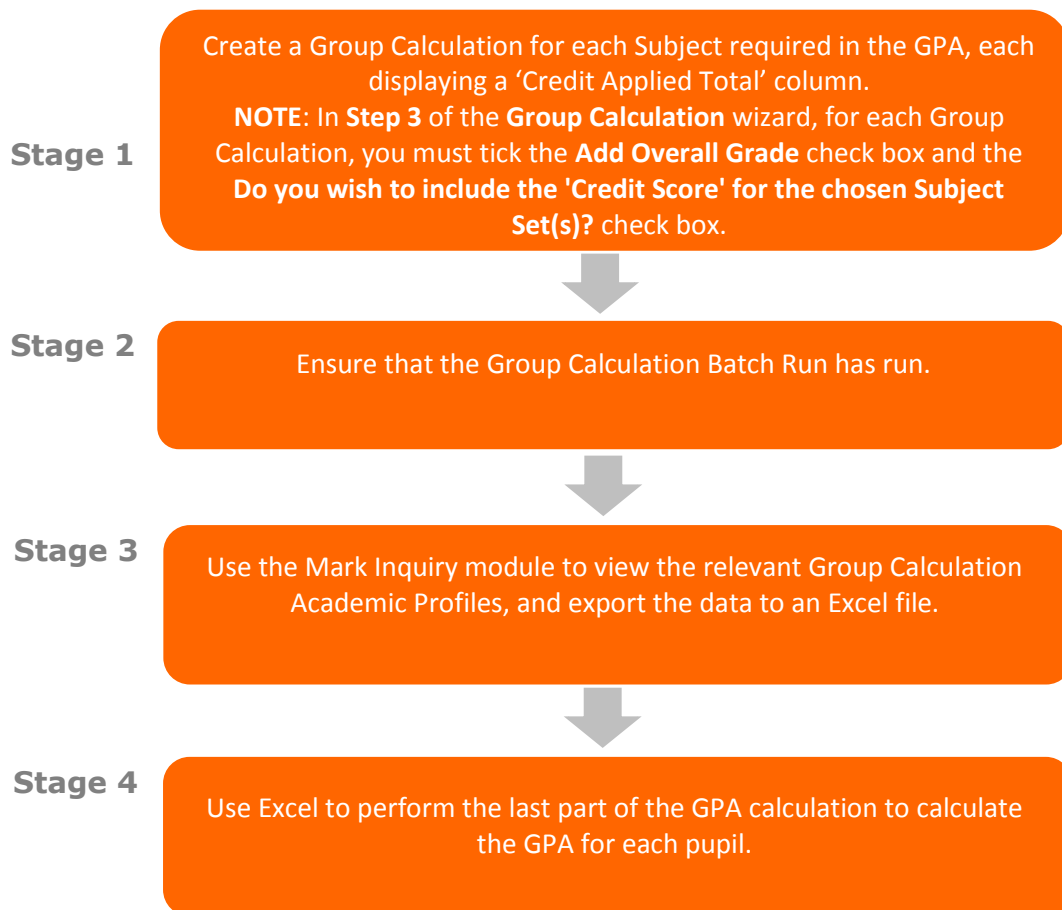 Create a Group Calculation for each Subject required in the GPA, each
displaying a ‘Credit Applied Total’ column.
NOTE: In Step 3 of the Group Calculation wizard, for each Group
Stage 1
Calculation, you must tick the Add Overall Grade check box and the
Do you wish to include the 'Credit Score' for the chosen Subject
Set(s)? check box.
Stage 2
Ensure that the Group Calculation Batch Run has run.
Stage 3
Use the Mark Inquiry module to view the relevant Group Calculation
Academic Profiles, and export the data to an Excel file.
Stage 4
Use Excel to perform the last part of the GPA calculation to calculate
the GPA for each pupil.